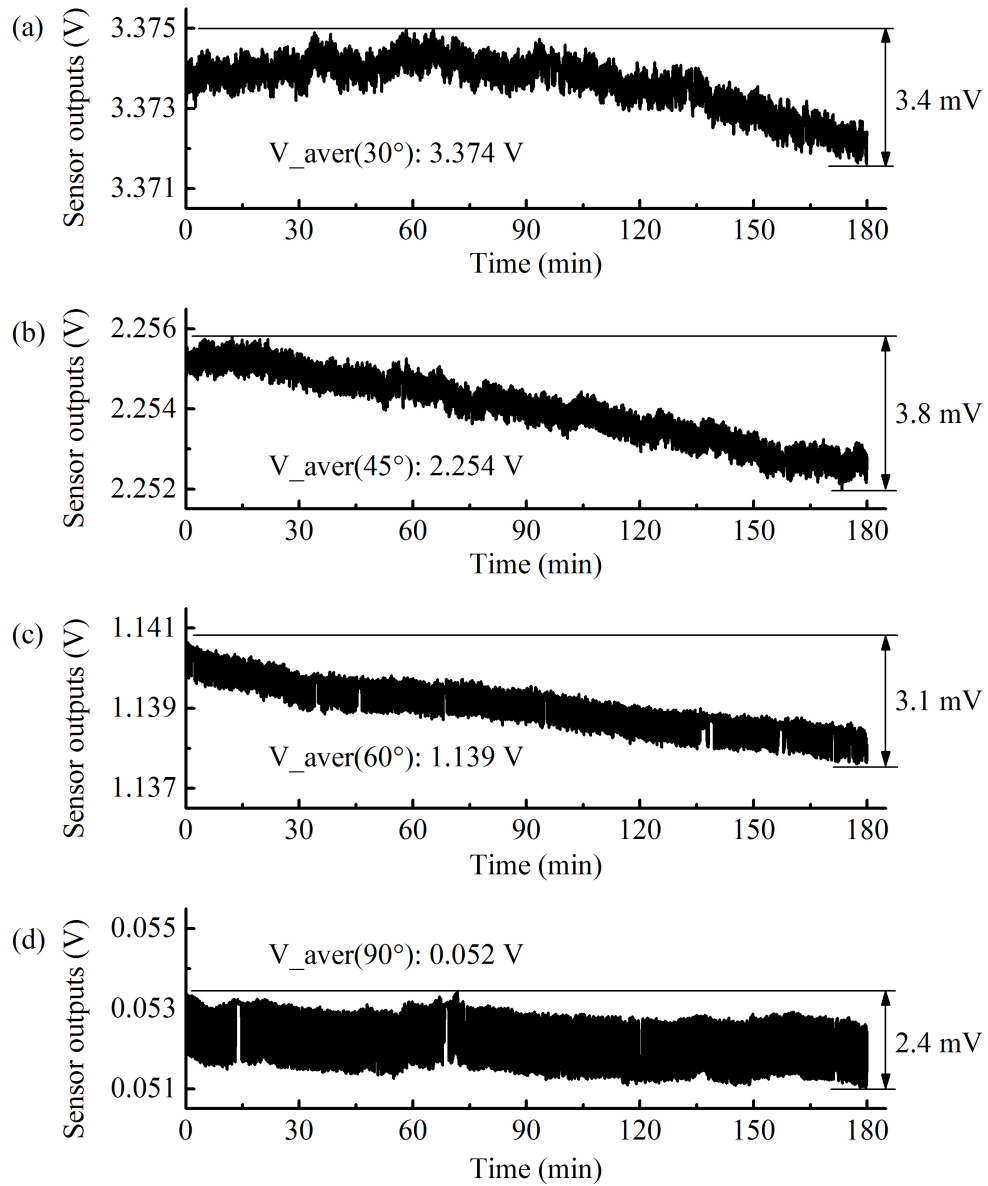 (a)
Sensor outputs (V)
3.375
3.373
3.371
V_aver(30°): 3.374 V
3.4 mV
0 30 60 90 120 150 180
Time (min)
(b)
Sensor outputs (V)
2.256
2.254
2.252
V_aver(45°): 2.254 V
3.8 mV
0 30 60 90 120 150 180
Time (min)
(c)
Sensor outputs (V)
1.141
1.139
1.137
V_aver(60°): 1.139 V
3.1 mV
0 30 60 90 120 150 180
Time (min)
(d)
Sensor outputs (V)
0.055
0.053
0.051
V_aver(90°): 0.052 V
2.4 mV
0 30 60 90 120 150 180
Time (min)